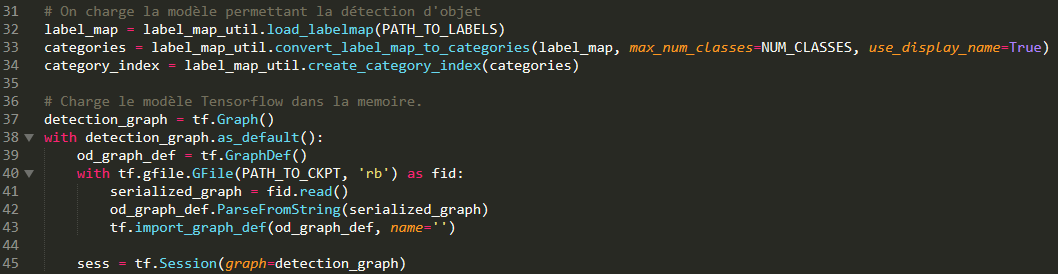 31 # On charge la modèle permettant la détection d'objet
32 label_map = label_map_util.load_labelmap(PATH_TO_LABELS)
33 categories = label_map_util.convert_label_map_to_categories(label_map, max_num_classes=NUM_CLASSES, use_display_name=True)
34 category_index = label_map_util.create_category_index(categories)
35
36 # Charge le modèle Tensorflow dans la memoire.
37 detection_graph = tf.Graph()
38 with detection_graph.as_default():
39     od_graph_def = tf.GraphDef()
40     with tf.gfile.GFile(PATH_TO_CKPT, 'rb') as fid:
41         serialized_graph = fid.read()
42         od_graph_def.ParseFromString(serialized_graph)
43         tf.import_graph_def(od_graph_def, name='')
44
45     sess = tf.Session(graph=detection_graph)